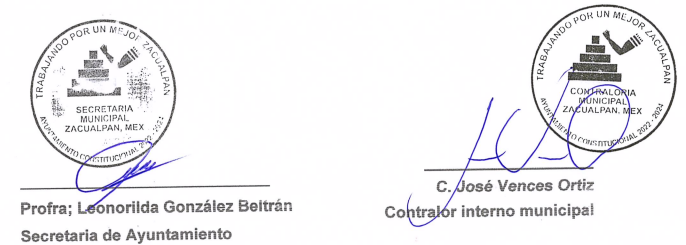 TRABAJANDO POR UN MEJOR ZACUALPAN
SECRETARIA
MUNICIPAL
ZACUALPAN, MEX
AYUNTAMIENTO CONSTITUCIONAL 2022 - 2024
Profra; Leonorilda González Beltrán
Secretaria de Ayuntamiento
TRABAJANDO POR UN MEJOR ZACUALPAN
CONTRALORIA
MUNICIPAL
ZACUALPAN, MEX
AYUNTAMIENTO CONSTITUCIONAL 2022 - 2024
C. José Vences Ortiz
Contralor interno municipal